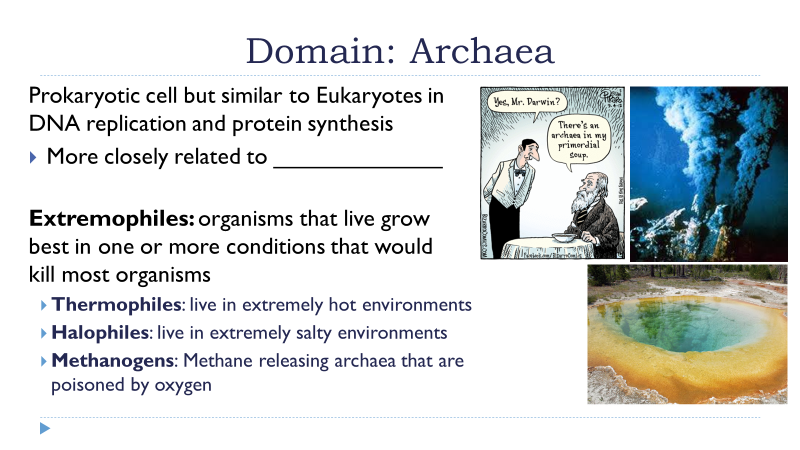 Domain: Archaea
Prokaryotic cell but similar to Eukaryotes in
DNA replication and protein synthesis
More closely related to _______________
Extremophiles: organisms that live grow
best in one or more conditions that would
kill most organisms
Thermophiles: live in extremely hot environments
Halophiles: live in extremely salty environments
Methanogens: Methane releasing archaea that are
poisoned by oxygen
Yes, Mr. Darwin?
There's an
archaea in my
primordial
soup.